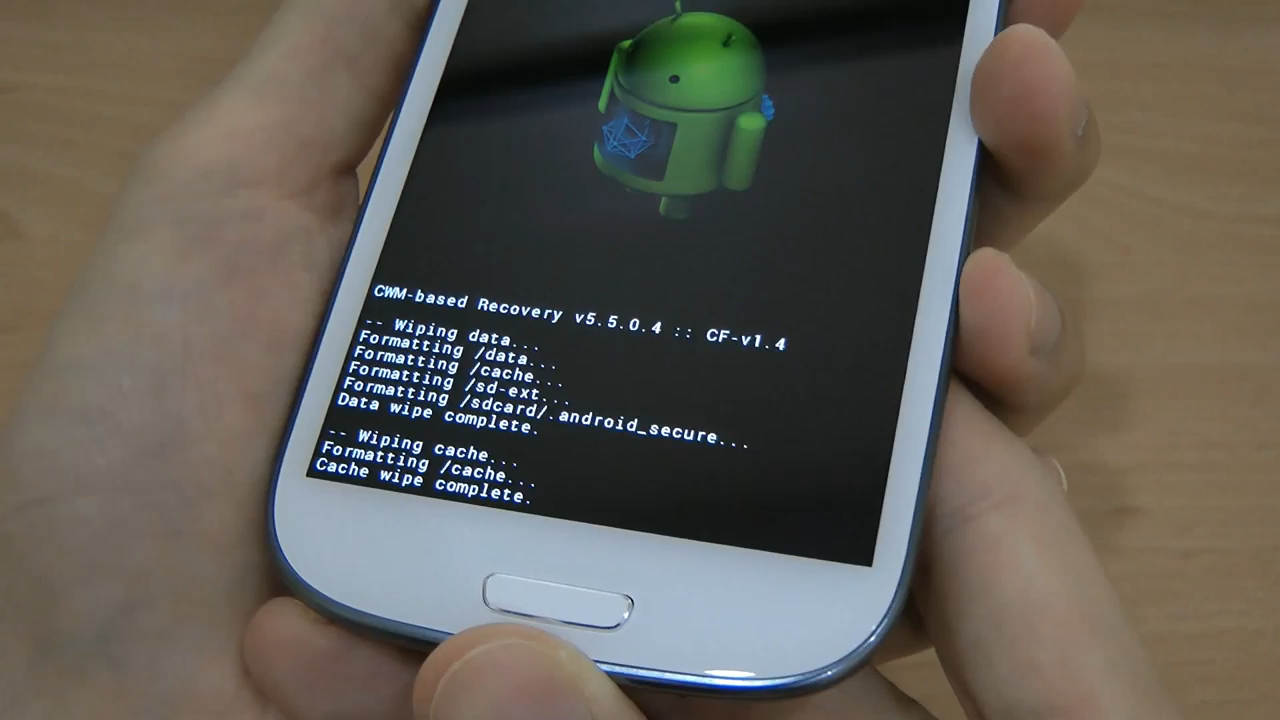 CWM-based Recovery v5.5.0.4 :: CF-v1.4
-- Wiping data...
Formatting /data...
Formatting /cache...
Formatting /sd-ext...
Formatting /sdcard/.android_secure...
Data wipe complete.
-- Wiping cache...
Formatting /cache...
Cache wipe complete.